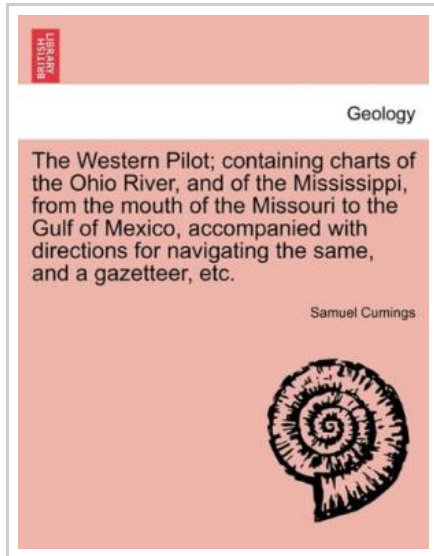 BRITISH
LIBRARY
Geology
The Western Pilot; containing charts of
the Ohio River, and of the Mississippi,
from the mouth of the Missouri to the
Gulf of Mexico, accompanied with
directions for navigating the same,
and a gazetteer, etc.
Samuel Cumings